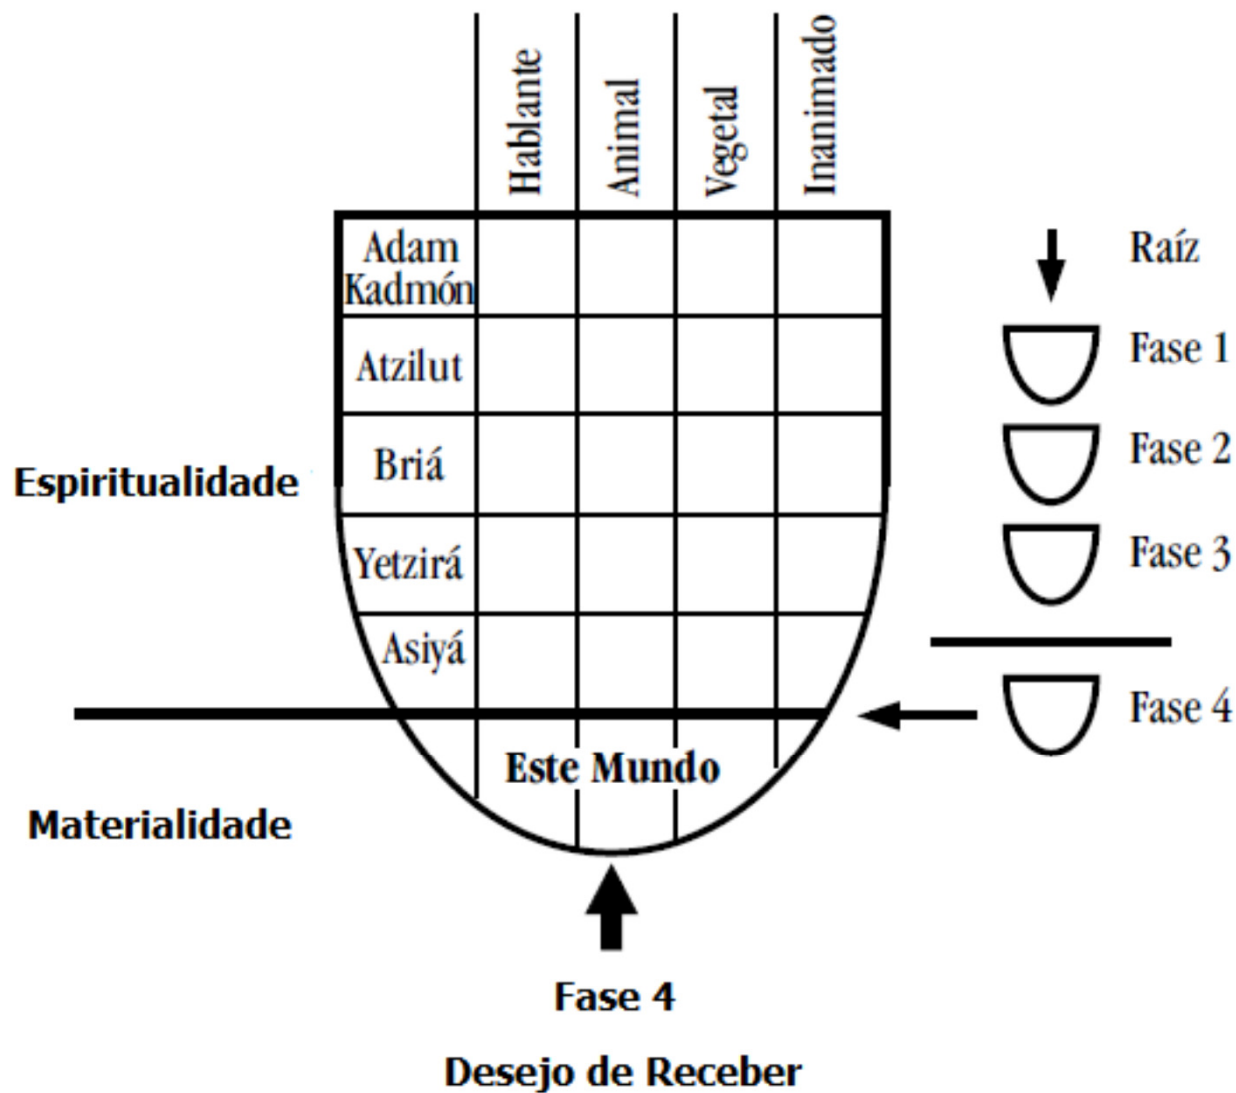 Hablante
Animal
Vegetal
Inanimado
Adam
Kadmón
Raíz
Atzilut
Fase 1
Briá
Fase 2
Espiritualidade
Yetzirá
Fase 3
Asiyá
Fase 4
Este Mundo
Materialidade
Fase 4
Desejo de Receber